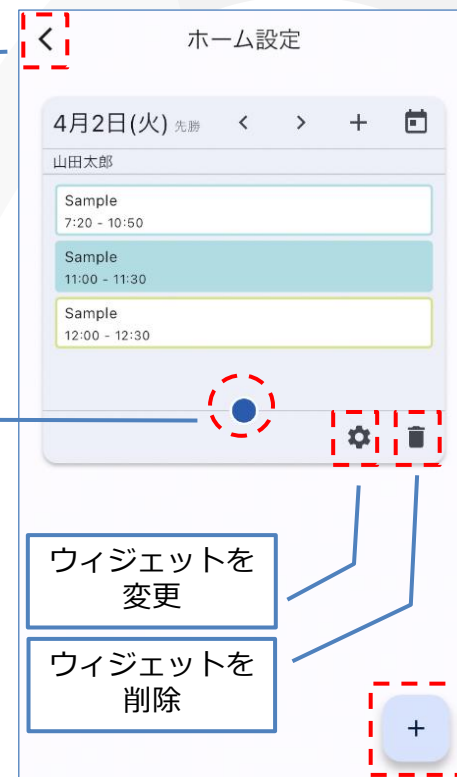 ホーム設定
4月2日(火) 先勝
山田太郎
Sample
7:20 - 10:50
Sample
11:00 - 11:30
Sample
12:00 - 12:30
ウィジェットを
変更
ウィジェットを
削除